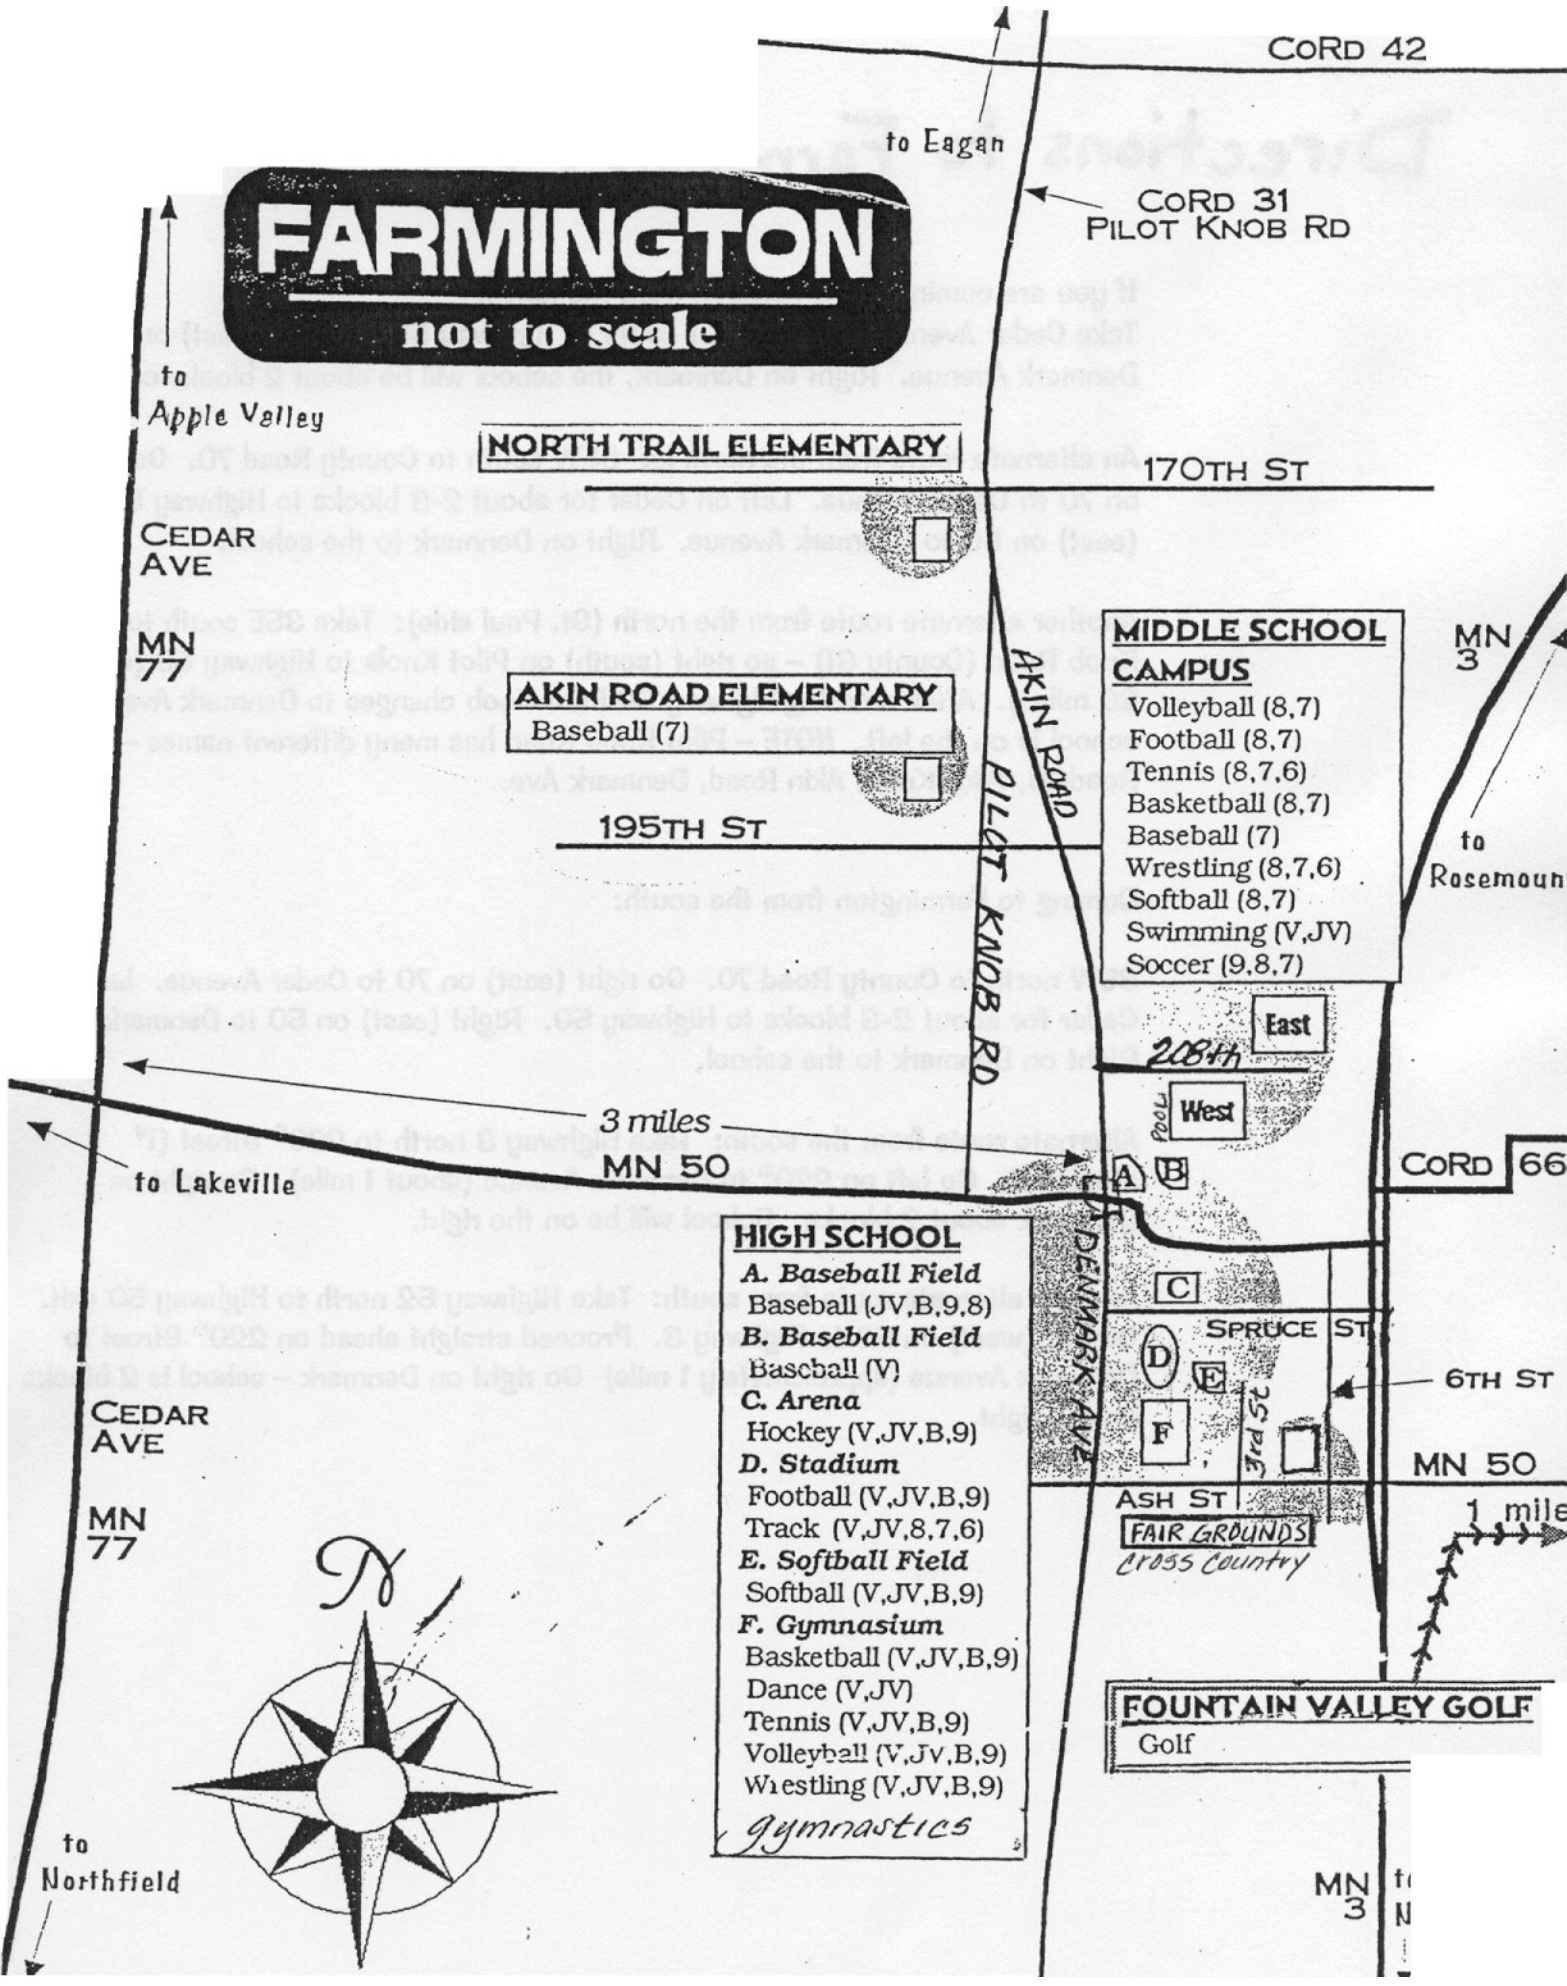 CORD 42
to Eagan
CORD 31
PILOT KNOB RD
FARMINGTON
not to scale
to
Apple Valley
NORTH TRAIL ELEMENTARY
170TH ST
CEDAR
AVE
MN
77
AKIN ROAD ELEMENTARY
Baseball (7)
AKIN ROAD
PILOT KNOB RD
195TH ST
MIDDLE SCHOOL
CAMPUS
Volleyball (8,7)
Football (8,7)
Tennis (8,7,6)
Basketball (8,7)
Baseball (7)
Wrestling (8,7,6)
Softball (8,7)
Swimming (V,JV)
Soccer (9,8,7)
MN
3
to
Rosemoun
East
208th
POOL
West
3 miles
MN 50
to Lakeville
A
B
CORD 66
HIGH SCHOOL
A. Baseball Field
Baseball (JV,B,9,8)
B. Baseball Field
Baseball (V)
C. Arena
Hockey (V,JV,B,9)
D. Stadium
Football (V,JV,B,9)
Track (V,JV,8,7,6)
E. Softball Field
Softball (V,JV,B,9)
F. Gymnasium
Basketball (V,JV,B,9)
Dance (V,JV)
Tennis (V,JV,B,9)
Volleyball (V,JV,B,9)
Wrestling (V,JV,B,9)
gymnastics
DENMARK AVE
C
SPRUCE ST
D
E
F
3rd St
6TH ST
MN 50
ASH ST
FAIR GROUNDS
Cross Country
1 mile
CEDAR
AVE
MN
77
N
FOUNTAIN VALLEY GOLF
Golf
to
Northfield
MN
3